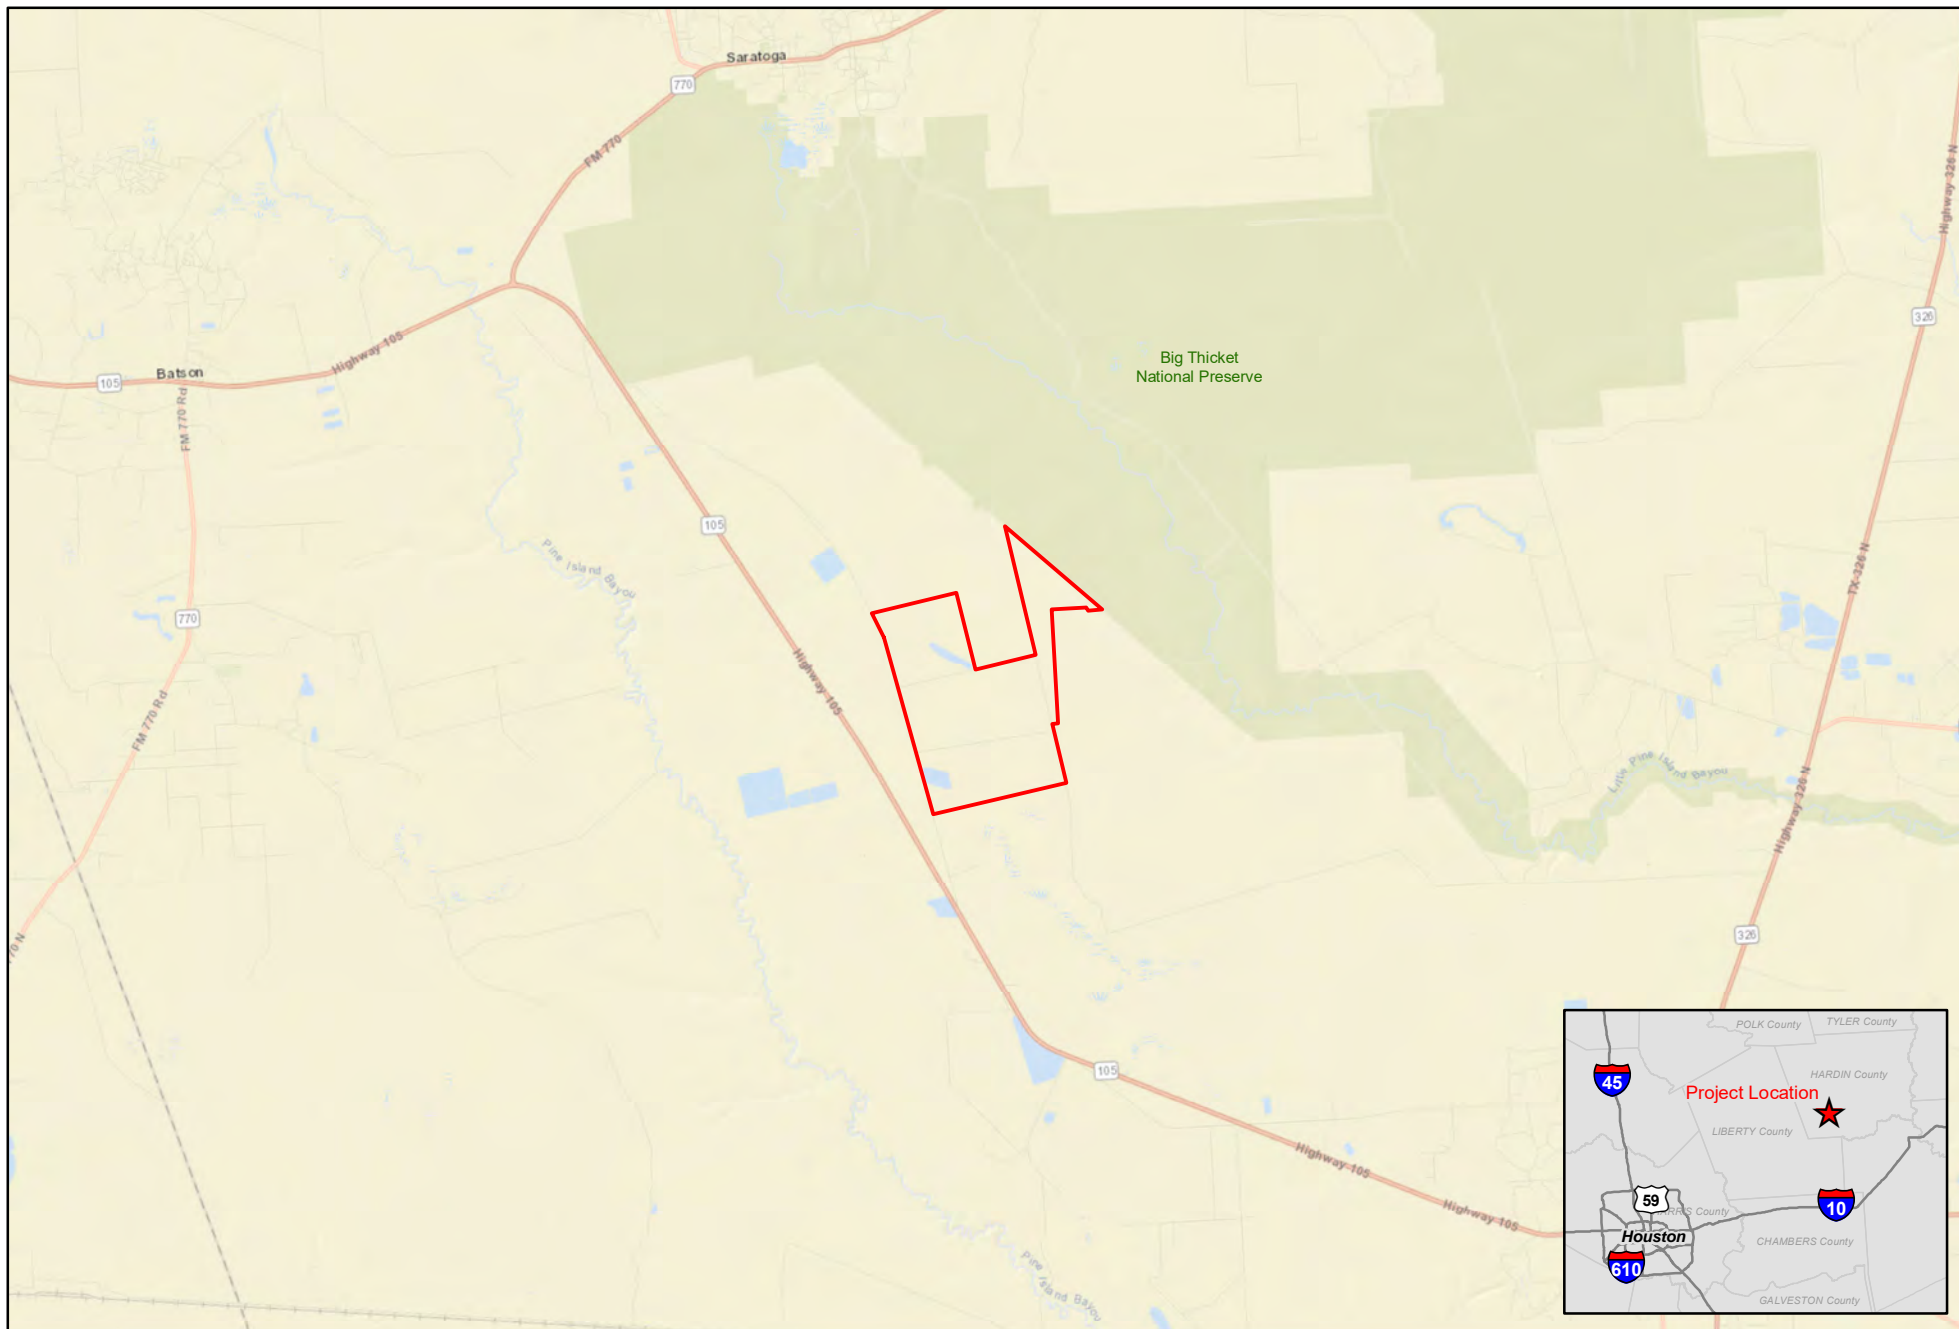 Saratoga
770
FM 770
Highway 326 N
326
Big Thicket
National Preserve
Highway 105
Batson
105
FM 770 Rd
105
Pine Island Bayou
TX-326 N
770
Highway 105
FM 770 Rd
Little Pine Island Bayou
Highway 326 N
326
70 N
105
Highway 105
Highway 105
Pine Island Bayou
POLK County
TYLER County
45
HARDIN County
Project Location
LIBERTY County
59
10
ARRIS County
Houston
CHAMBERS County
610
GALVESTON County